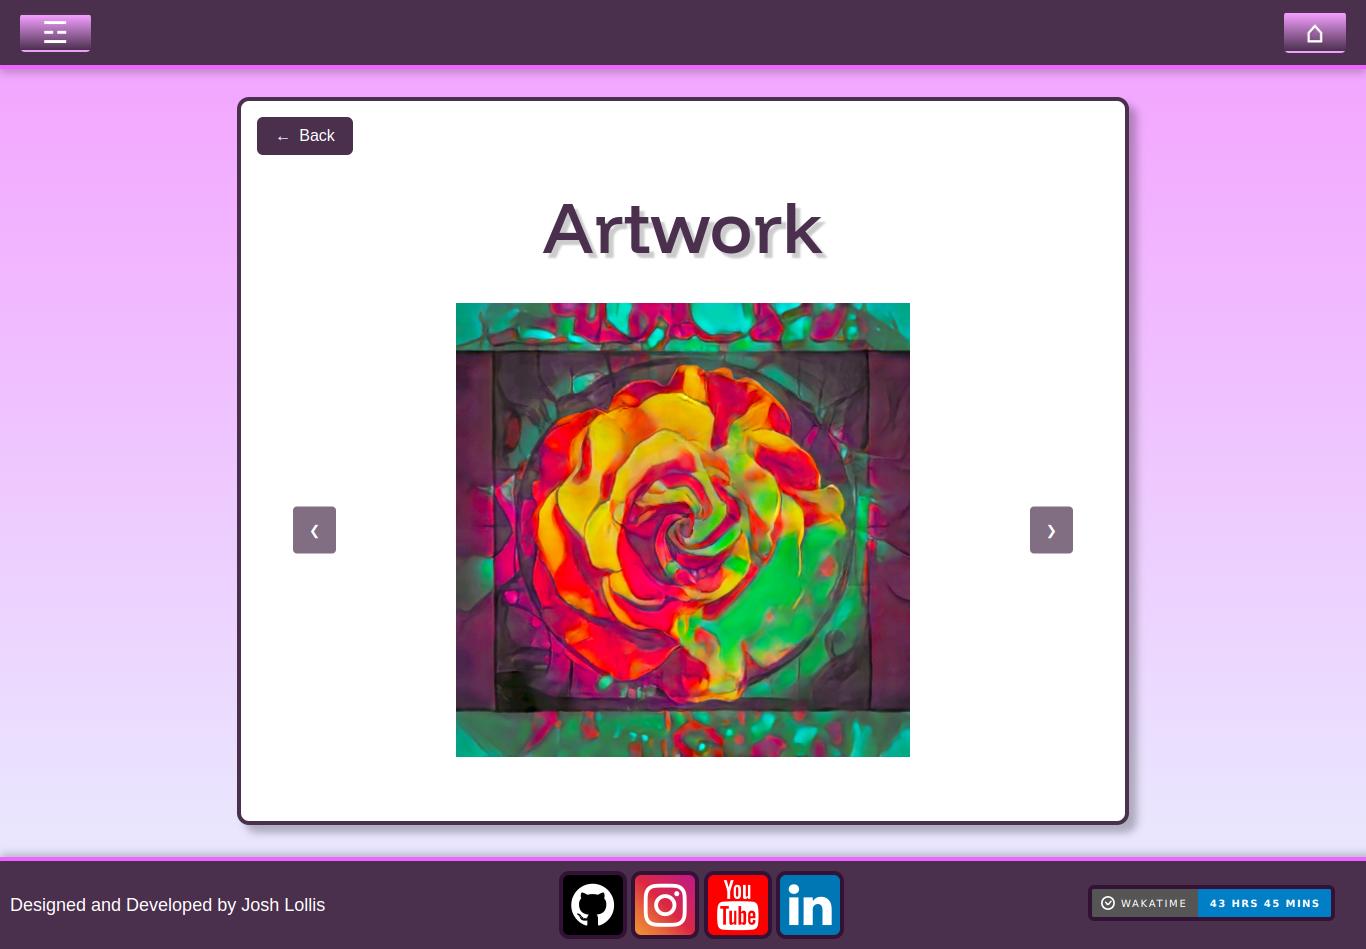 ← Back
Artwork
Designed and Developed by Josh Lollis
You
Tube
in
WAKATIME 43 HRS 45 MINS